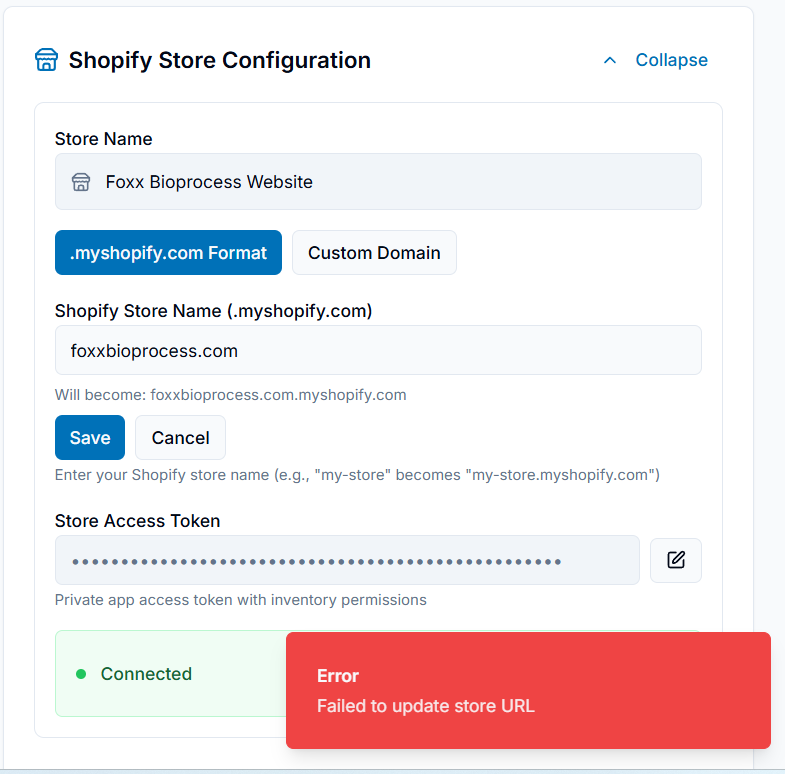 Shopify Store Configuration
Collapse
Store Name
Foxx Bioprocess Website
.myshopify.com Format
Custom Domain
Shopify Store Name (.myshopify.com)
foxxbioprocess.com
Will become: foxxbioprocess.com.myshopify.com
Save
Cancel
Enter your Shopify store name (e.g., "my-store" becomes "my-store.myshopify.com")
Store Access Token
••••••••••••••••••••••••••••••••••••••••••••••••••
Private app access token with inventory permissions
Connected
Error
Failed to update store URL